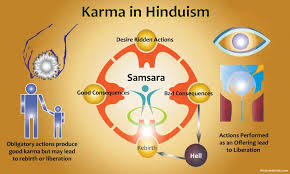 Karma in Hinduism
Desire Ridden Actions
Samsara
Good Consequences
Bad Consequences
Obligatory actions produce
good karma but may lead
to rebirth or liberation
Actions Performed
as an Offering lead to
Liberation
Rebirth
Hell